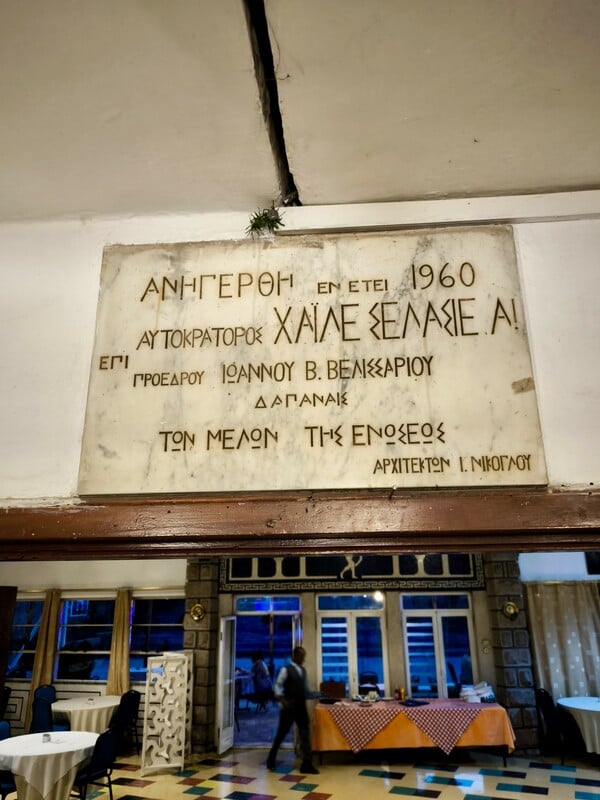 ΑΝΗΓΕΡΘΗ ΕΝ ΕΤΕΙ 1960
ΕΠΙ ΑΥΤΟΚΡΑΤΟΡΟΣ ΧΑΪΛΕ ΣΕΛΑΣΙΕ Α!
ΠΡΟΕΔΡΟΥ ΙΩΑΝΝΟΥ Β. ΒΕΛΙΣΣΑΡΙΟΥ
ΔΑΠΑΝΑΙΣ
ΤΩΝ ΜΕΛΩΝ ΤΗΣ ΕΝΩΣΕΩΣ
ΑΡΧΙΤΕΚΤΩΝ Ι. ΝΙΚΟΓΛΟΥ